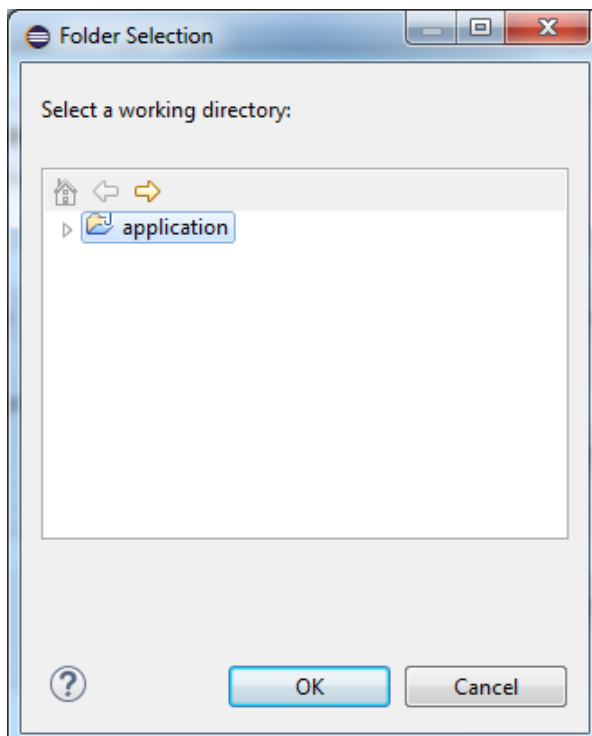 Folder Selection
Select a working directory:
application
OK
Cancel